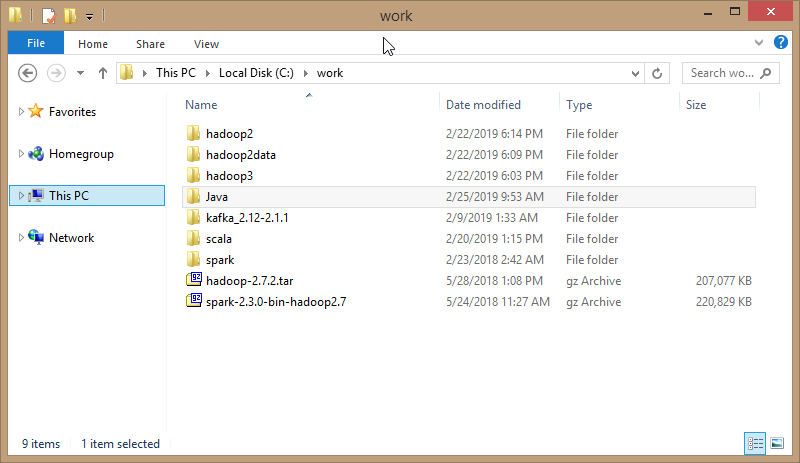 work
File Home Share View
This PC Local Disk (C:) work Search wo...
Name Date modified Type Size
Favorites
Homegroup
This PC
Network
hadoop2 2/22/2019 6:14 PM File folder
hadoop2data 2/22/2019 6:09 PM File folder
hadoop3 2/22/2019 6:03 PM File folder
Java 2/25/2019 9:53 AM File folder
kafka_2.12-2.1.1 2/9/2019 1:33 AM File folder
scala 2/20/2019 1:15 PM File folder
spark 2/23/2018 2:42 AM File folder
hadoop-2.7.2.tar 5/28/2018 1:08 PM gz Archive 207,077 KB
spark-2.3.0-bin-hadoop2.7 5/24/2018 11:27 AM gz Archive 220,829 KB
9 items 1 item selected